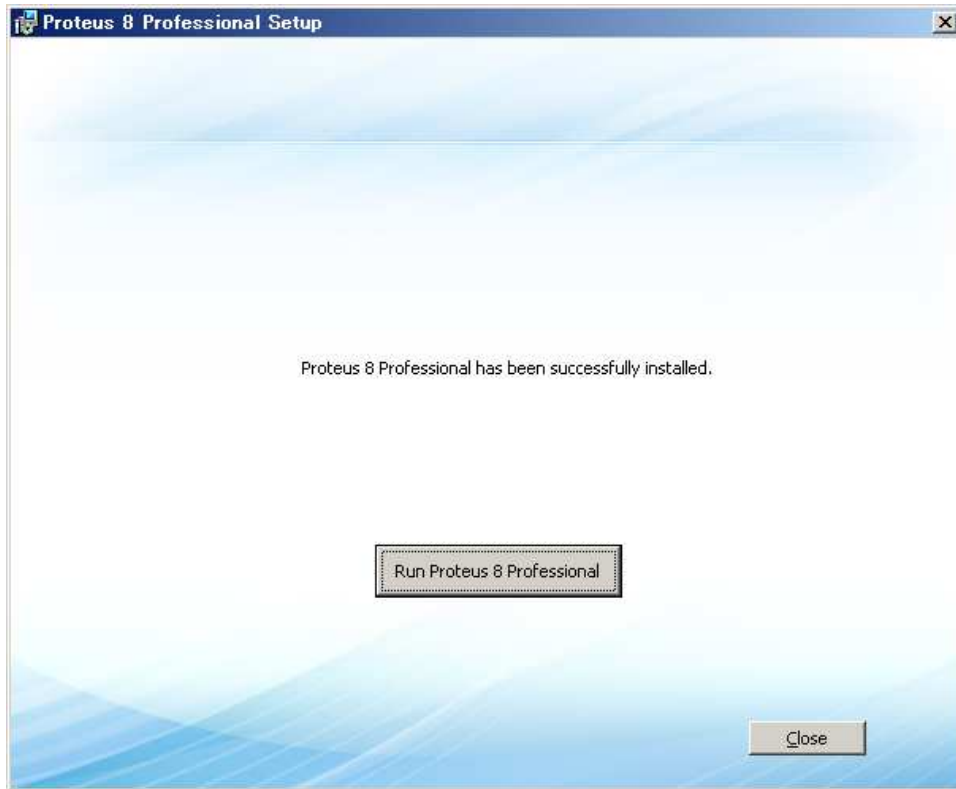 Proteus 8 Professional Setup
Proteus 8 Professional has been successfully installed.
Run Proteus 8 Professional
Close